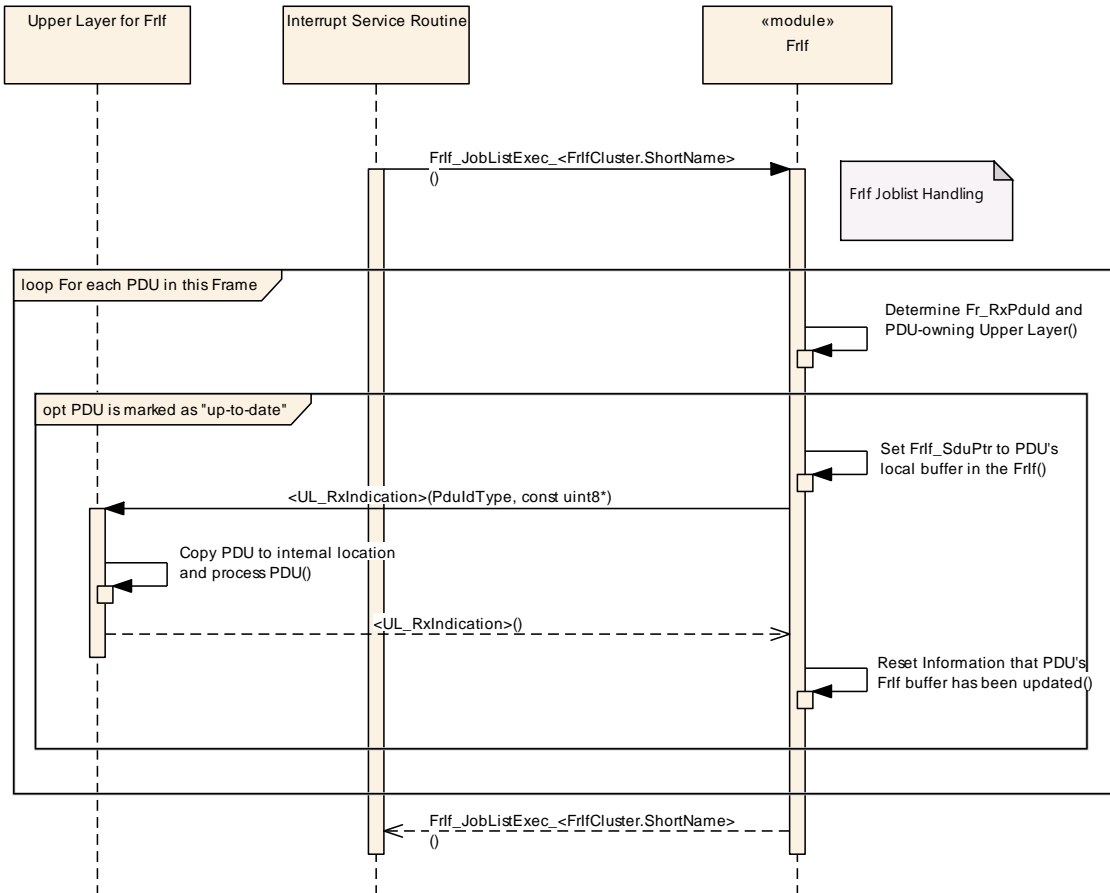 Upper Layer for FrIf
Interrupt Service Routine
«module»
FrIf
FrIf_JobListExec_<FrIfCluster.ShortName>
()
FrIf Joblist Handling
loop For each PDU in this Frame
Determine Fr_RxPduId and
PDU-owning Upper Layer()
opt PDU is marked as "up-to-date"
Set FrIf_SduPtr to PDU's
local buffer in the FrIf()
<UL_RxIndication>(PduIdType, const uint8*)
Copy PDU to internal location
and process PDU()
<UL_RxIndication>()
Reset Information that PDU's
FrIf buffer has been updated()
FrIf_JobListExec_<FrIfCluster.ShortName>
()